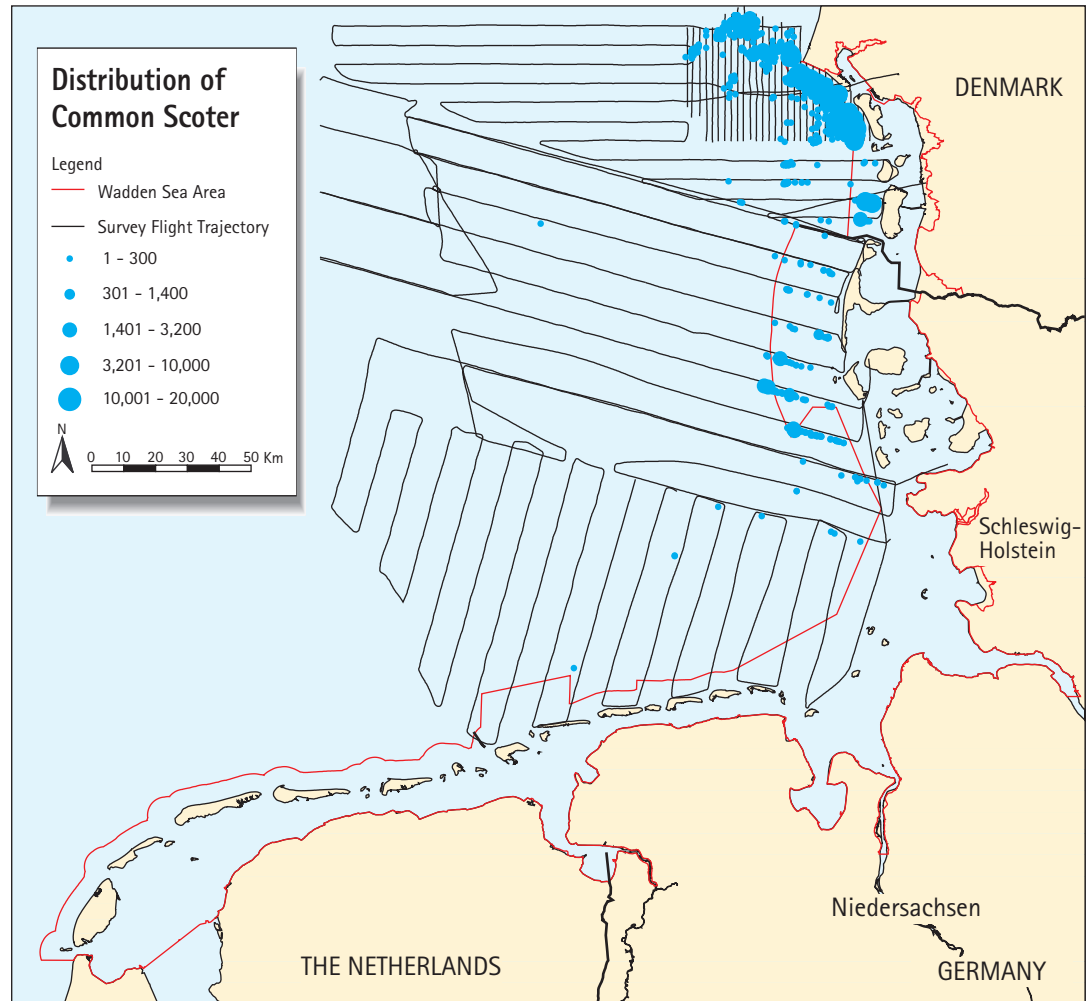 Distribution of
Common Scoter
Legend
Wadden Sea Area
Survey Flight Trajectory
1 - 300
301 - 1,400
1,401 - 3,200
3,201 - 10,000
10,001 - 20,000
N
0 10 20 30 40 50 Km
DENMARK
Schleswig-
Holstein
Niedersachsen
THE NETHERLANDS
GERMANY